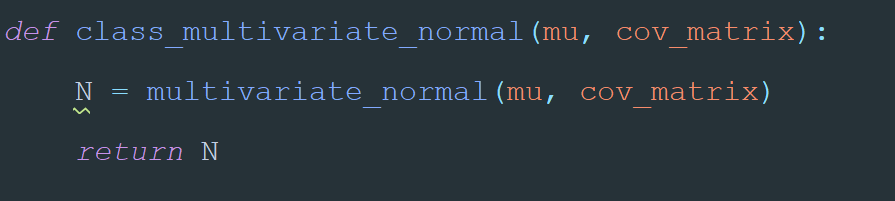 def class_multivariate_normal(mu, cov_matrix):
    N = multivariate_normal(mu, cov_matrix)
    return N